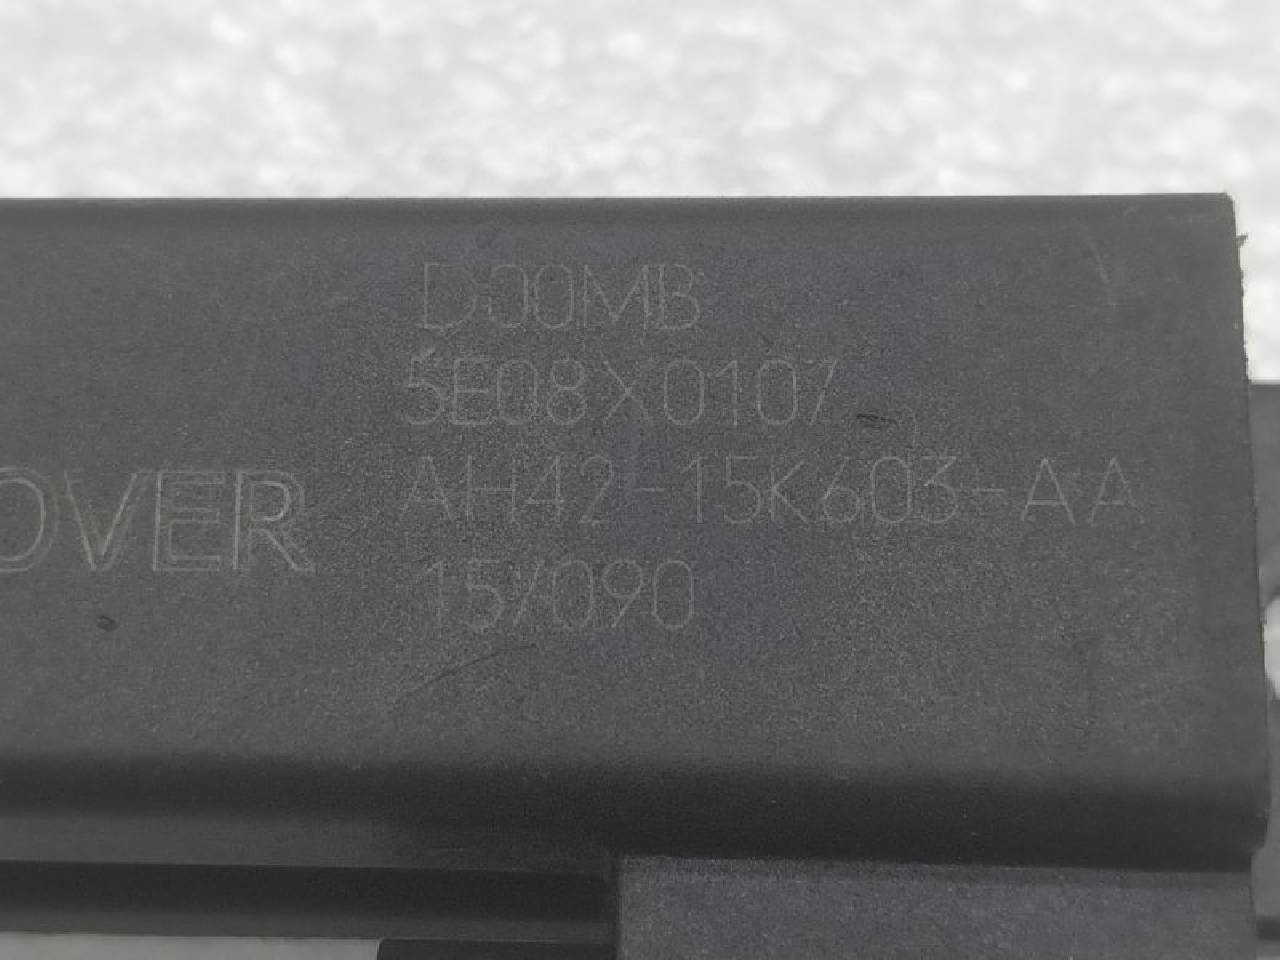 D00MB
5E08X0107
OVER
AH42-15K603-AA
15/090